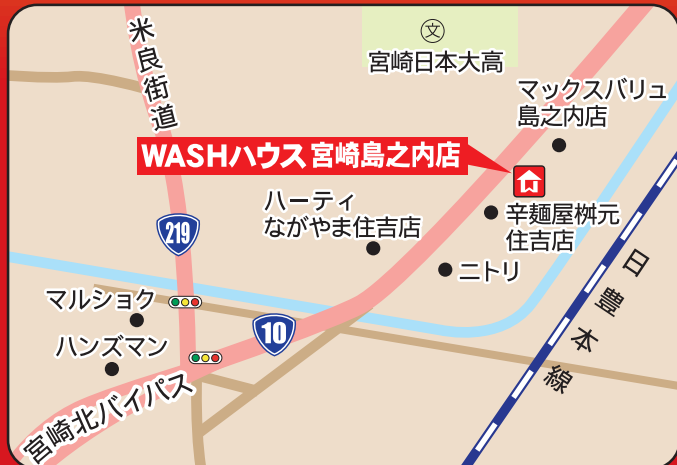 米良街道
文
宮崎日本大高
マックスバリュ
島之内店
WASHハウス 宮崎島之内店
ハーティ
ながやま住吉店
辛麺屋桝元
住吉店
219
ニトリ
日豊本線
マルショク
10
ハンズマン
宮崎北バイパス